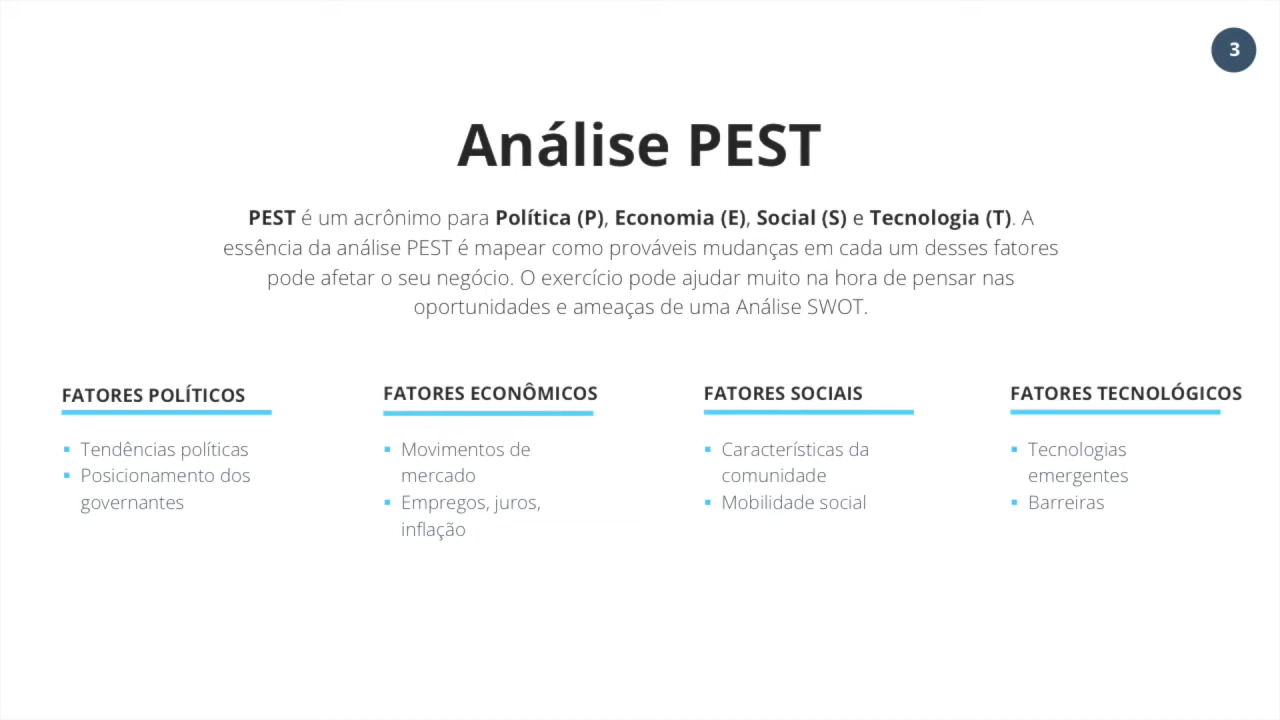 3
Análise PEST
PEST é um acrônimo para Política (P), Economia (E), Social (S) e Tecnologia (T). A
essência da análise PEST é mapear como prováveis mudanças em cada um desses fatores
pode afetar o seu negócio. O exercício pode ajudar muito na hora de pensar nas
oportunidades e ameaças de uma Análise SWOT.
FATORES POLÍTICOS
▪ Tendências políticas
▪ Posicionamento dos
governantes
FATORES ECONÔMICOS
▪ Movimentos de
mercado
▪ Empregos, juros,
inflação
FATORES SOCIAIS
▪ Características da
comunidade
▪ Mobilidade social
FATORES TECNOLÓGICOS
▪ Tecnologias
emergentes
▪ Barreiras